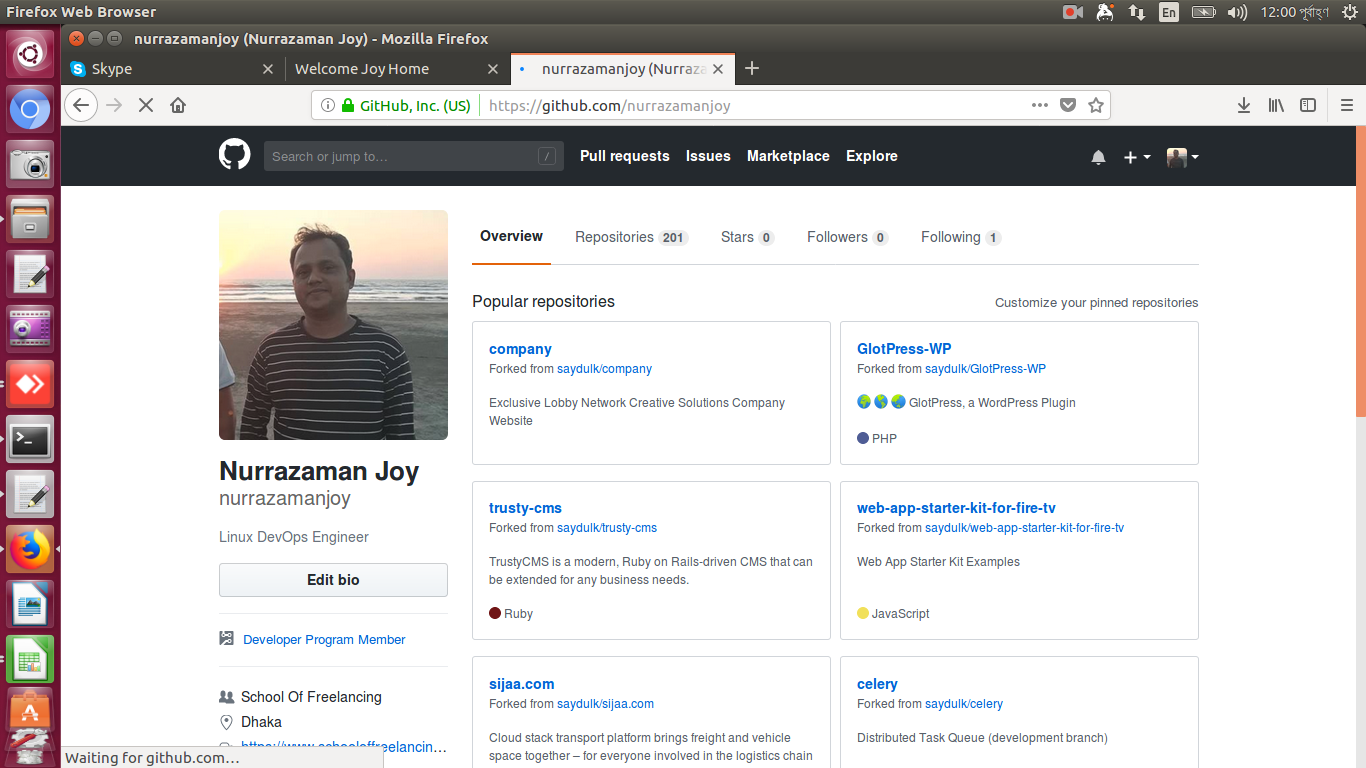 Firefox Web Browser
En
12:00 পূর্বাহ্ণ
nurrazamanjoy (Nurrazaman Joy) - Mozilla Firefox
Skype
Welcome Joy Home
nurrazamanjoy (Nurraza
GitHub, Inc. (US)
https://github.com/nurrazamanjoy
Search or jump to…
/
Pull requests
Issues
Marketplace
Explore
Overview
Repositories 201
Stars 0
Followers 0
Following 1
Popular repositories
Customize your pinned repositories
company
Forked from saydulk/company
Exclusive Lobby Network Creative Solutions Company
Website
GlotPress-WP
Forked from saydulk/GlotPress-WP
GlotPress, a WordPress Plugin
PHP
Nurrazaman Joy
nurrazamanjoy
Linux DevOps Engineer
Edit bio
Developer Program Member
School Of Freelancing
Dhaka
https://www.schooloffreelancin…
trusty-cms
Forked from saydulk/trusty-cms
TrustyCMS is a modern, Ruby on Rails-driven CMS that can
be extended for any business needs.
Ruby
web-app-starter-kit-for-fire-tv
Forked from saydulk/web-app-starter-kit-for-fire-tv
Web App Starter Kit Examples
JavaScript
sijaa.com
Forked from saydulk/sijaa.com
Cloud stack transport platform brings freight and vehicle
space together – for everyone involved in the logistics chain
celery
Forked from saydulk/celery
Distributed Task Queue (development branch)
Waiting for github.com…